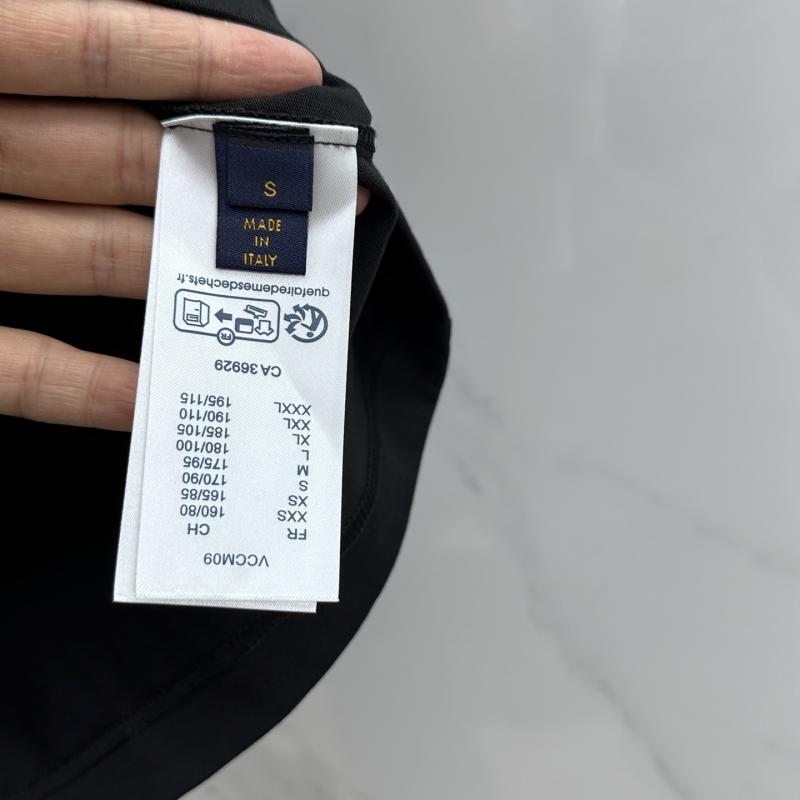 S
MADE
IN
ITALY
VCCM09
FR CH
XXS 160/80
XS 165/85
S 170/90
M 175/95
L 180/100
XL 185/105
XXL 190/110
XXXL 195/115
CA 36929
FR
quefairedemesdechets.fr